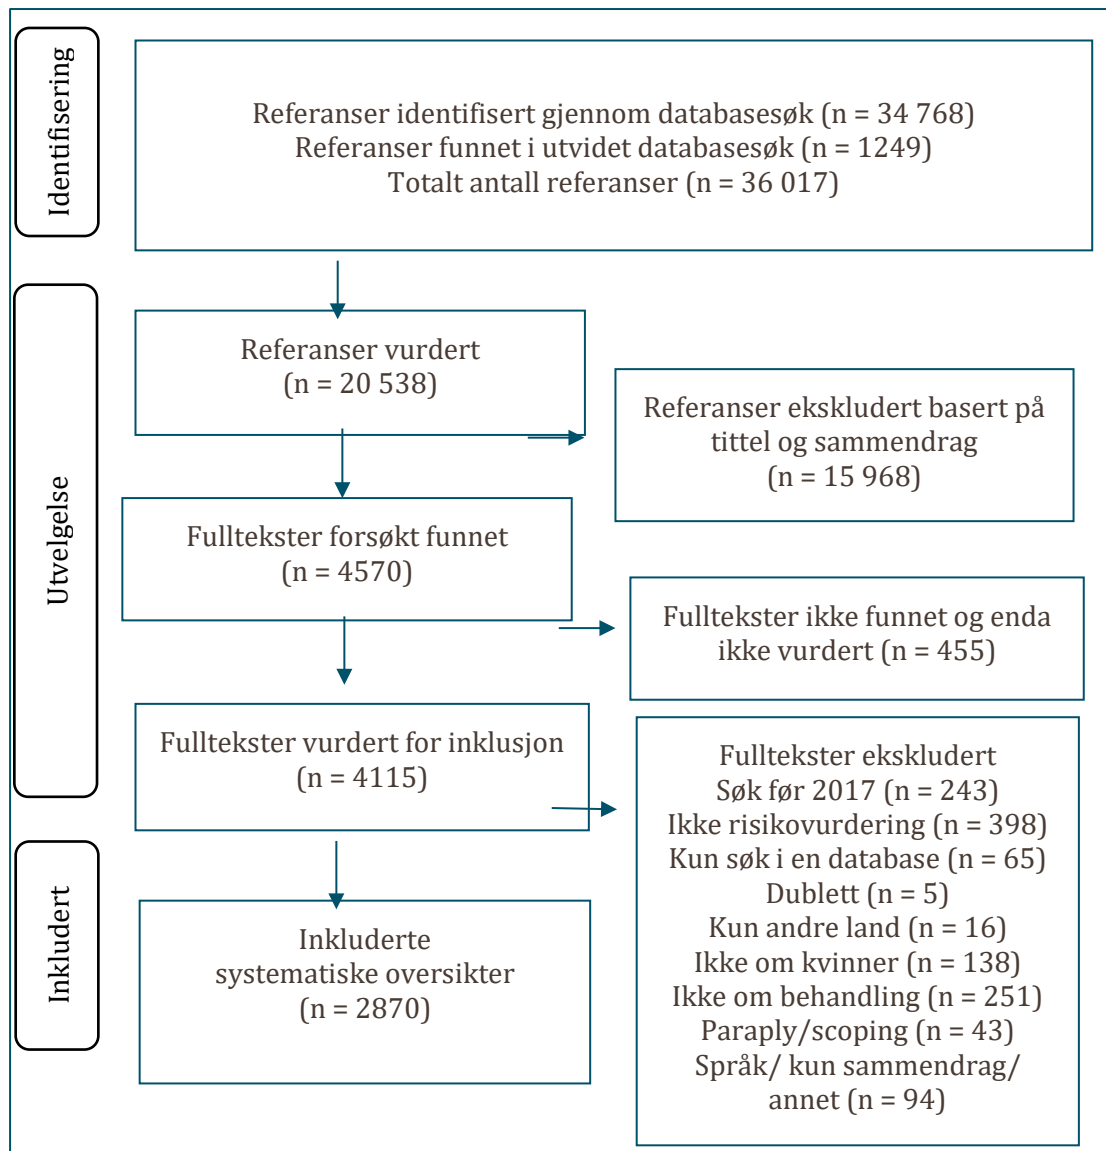 Identifisering
Referanser identifisert gjennom databasesøk (n = 34 768)
Referanser funnet i utvidet databasesøk (n = 1249)
Totalt antall referanser (n = 36 017)
Utvelgelse
Referanser vurdert
(n = 20 538)
Referanser ekskludert basert på
tittel og sammendrag
(n = 15 968)
Fulltekster forsøkt funnet
(n = 4570)
Fulltekster ikke funnet og enda
ikke vurdert (n = 455)
Fulltekster vurdert for inklusjon
(n = 4115)
Fulltekster ekskludert
Søk før 2017 (n = 243)
Ikke risikovurdering (n = 398)
Kun søk i en database (n = 65)
Dublett (n = 5)
Kun andre land (n = 16)
Ikke om kvinner (n = 138)
Ikke om behandling (n = 251)
Paraply/scoping (n = 43)
Språk/ kun sammendrag/
annet (n = 94)
Inkludert
Inkluderte
systematiske oversikter
(n = 2870)